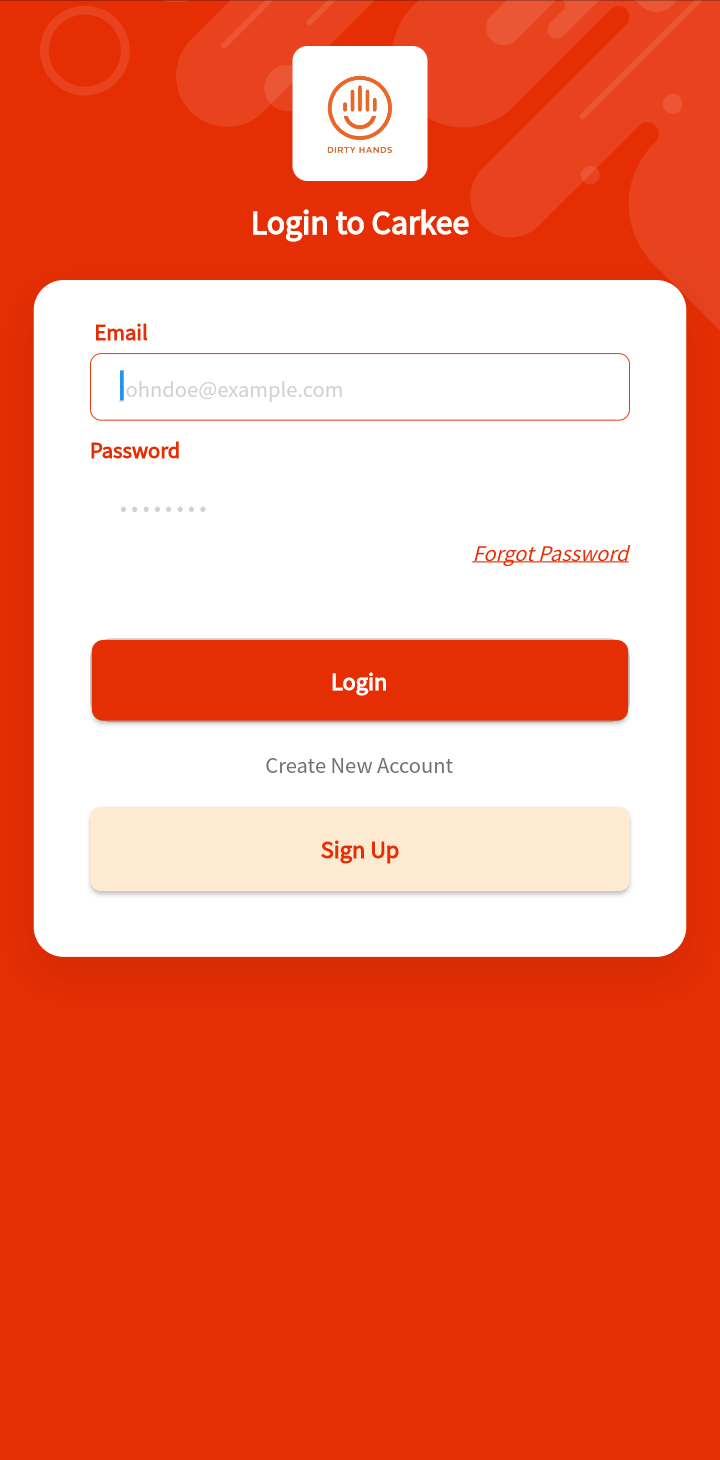 DIRTY HANDS
Login to Carkee
Email
ohndoe@example.com
Password
Forgot Password
Login
Create New Account
Sign Up